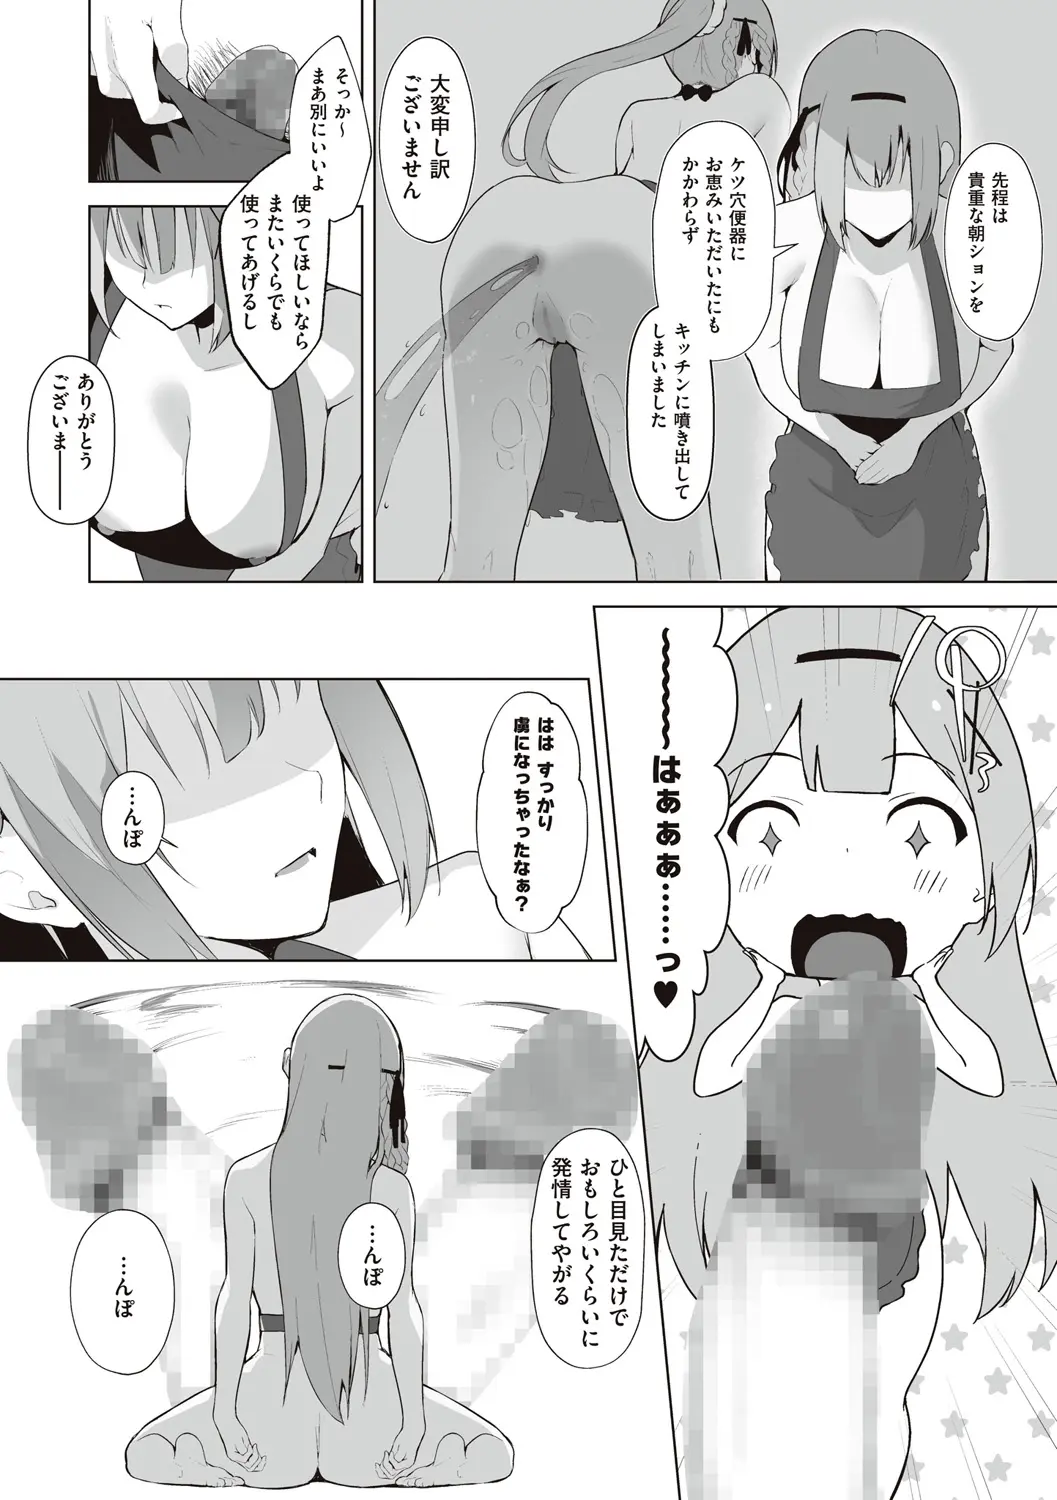 先程は
貴重な朝ションを
ケツ穴便器に
お恵みいただいたにも
かかわらず
キッチンに噴き出して
しまいました
大変申し訳
ございません
そっか～
まあ別にいいよ
使ってほしいなら
またいくらでも
使ってあげるし
ありがとう
ございま――
～～～～～はぁぁぁ……っ♥
はは すっかり
虜になっちゃったなぁ？
…んぽ
ひと目見ただけで
おもしろいくらいに
発情してやがる
…んぽ
…んぽ